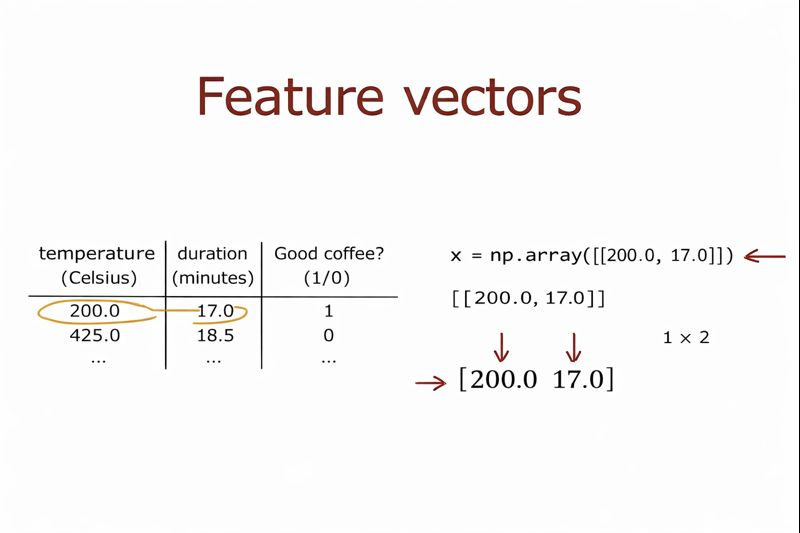 Feature vectors
temperature duration Good coffee?
(Celsius) (minutes) (1/0)
200.0 17.0 1
425.0 18.5 0
... ... ...
x = np.array([[200.0, 17.0]])
[[200.0, 17.0]]
1 × 2
[200.0 17.0]